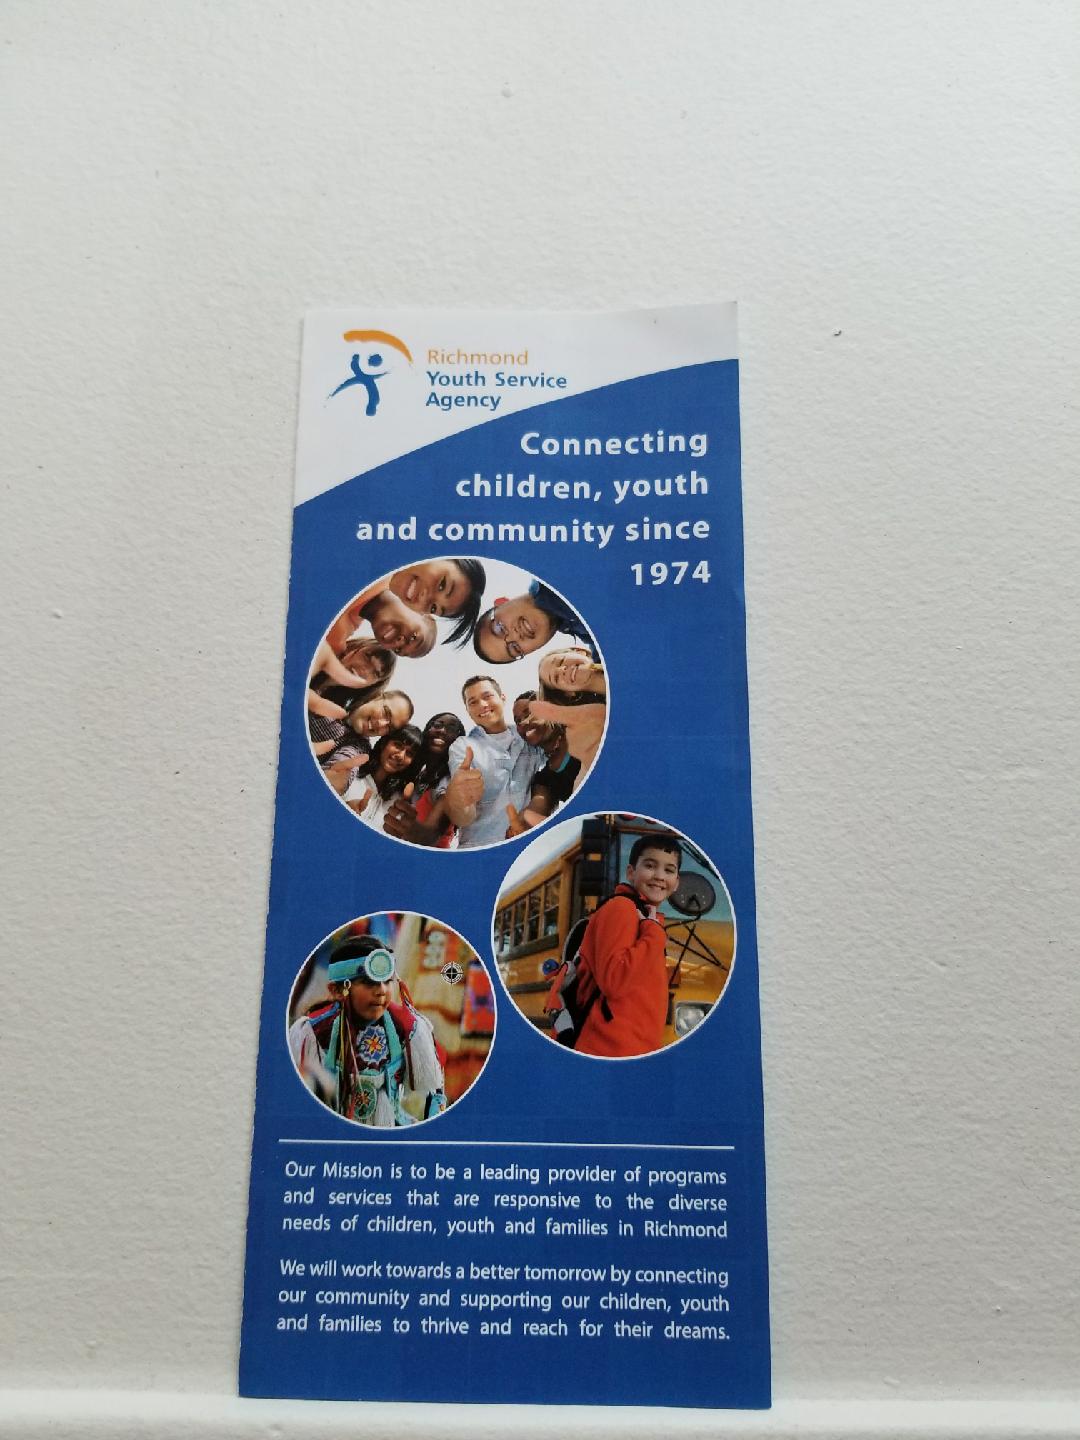 Richmond
Youth Service
Agency
Connecting
children, youth
and community since
1974
Our Mission is to be a leading provider of programs
and services that are responsive to the diverse
needs of children, youth and families in Richmond
We will work towards a better tomorrow by connecting
our community and supporting our children, youth
and families to thrive and reach for their dreams.